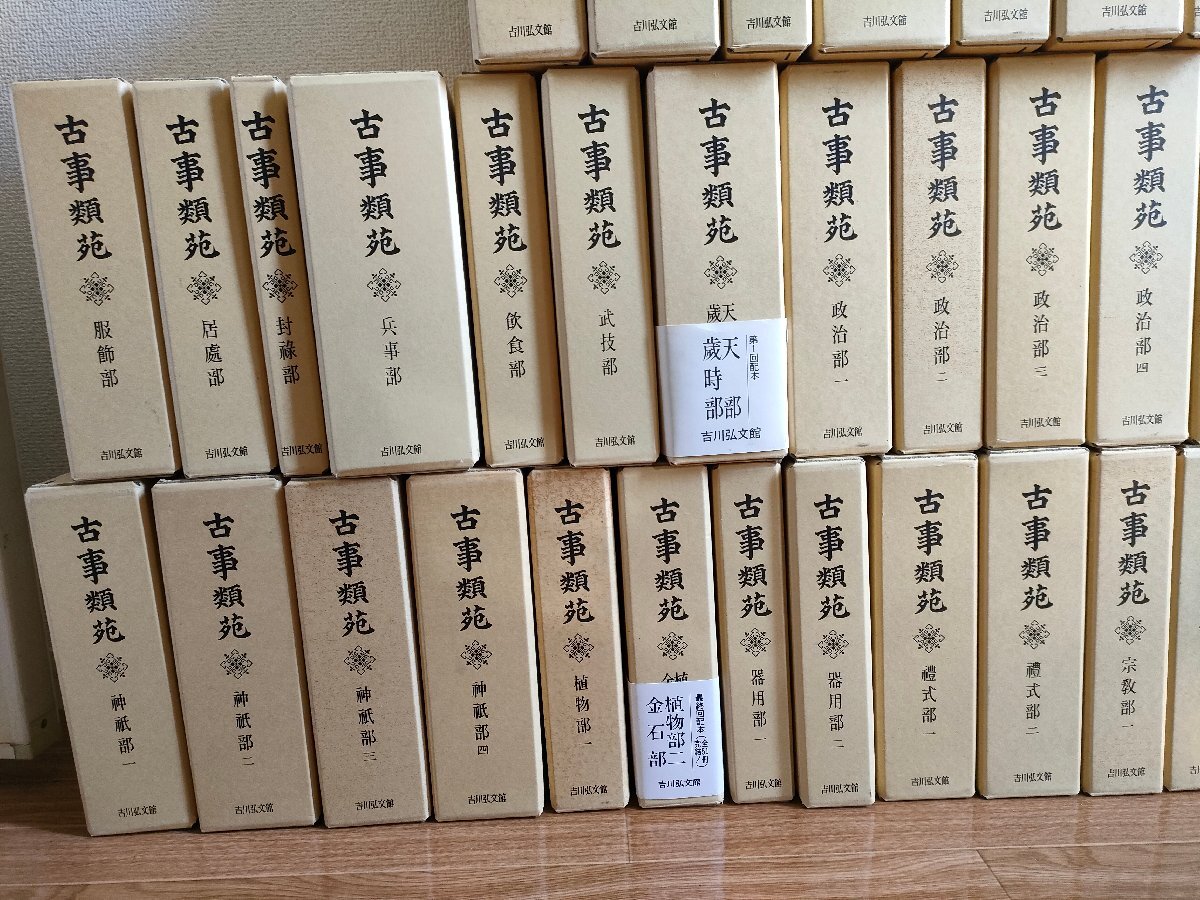 吉川弘文館
吉川弘文館
吉川弘文館
吉川弘文館
吉川弘文館
吉川弘文館
古事類苑
服飾部
吉川弘文館
古事類苑
居處部
吉川弘文館
古事類苑
封祿部
吉川弘文館
古事類苑
兵事部
吉川弘文館
古事類苑
飮食部
吉川弘文館
古事類苑
武技部
吉川弘文館
古事類苑
天
歲
第1回配本
天部
歲時部
吉川弘文館
古事類苑
政治部一
吉川弘文館
古事類苑
政治部二
吉川弘文館
古事類苑
政治部三
吉川弘文館
古事類苑
政治部四
吉川弘文館
古事類苑
神祇部一
吉川弘文館
古事類苑
神祇部二
吉川弘文館
古事類苑
神祇部三
吉川弘文館
古事類苑
神祇部四
吉川弘文館
古事類苑
植物部一
吉川弘文館
古事類苑
最終回配本(全51冊完結!)
植物部二
金石部
吉川弘文館
古事類苑
器用部一
吉川弘文館
古事類苑
器用部二
吉川弘文館
古事類苑
禮式部一
吉川弘文館
古事類苑
禮式部二
吉川弘文館
古事類苑
宗敎部一
吉川弘文館